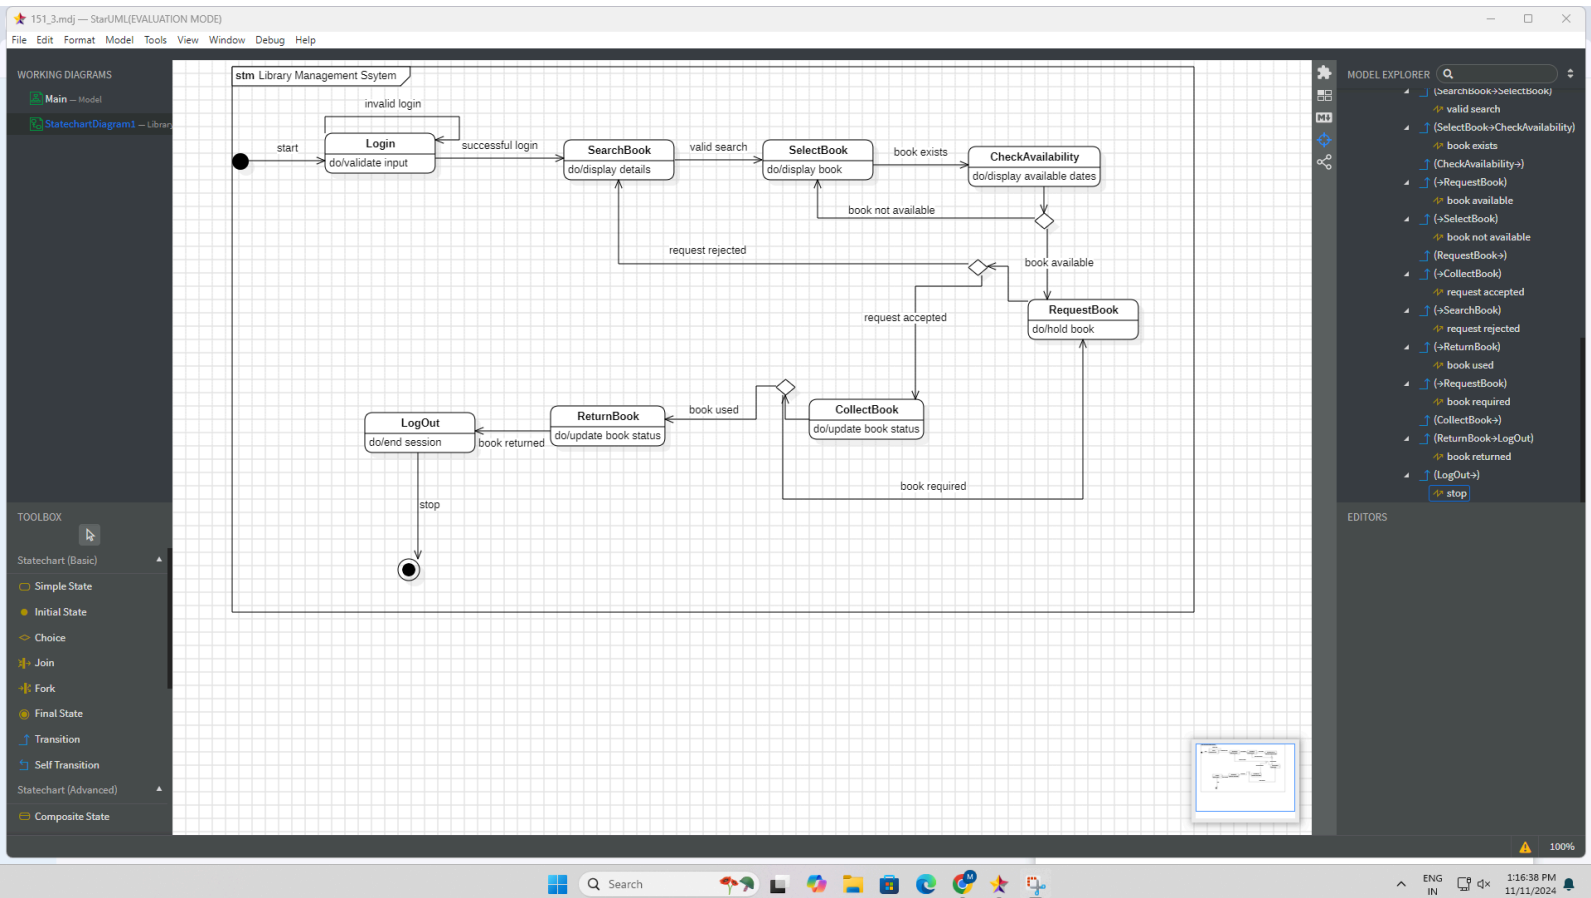 151_3.mdj — StarUML(EVALUATION MODE)
File Edit Format Model Tools View Window Debug Help
WORKING DIAGRAMS
Main — Model
StatechartDiagram1 — Library
TOOLBOX
Statechart (Basic)
Simple State
Initial State
Choice
Join
Fork
Final State
Transition
Self Transition
Statechart (Advanced)
Composite State
stm Library Management Ssytem
invalid login
start
Login
do/validate input
successful login
SearchBook
do/display details
valid search
SelectBook
do/display book
book exists
CheckAvailability
do/display available dates
book not available
request rejected
book available
request accepted
RequestBook
do/hold book
CollectBook
do/update book status
book used
ReturnBook
do/update book status
book returned
LogOut
do/end session
book required
stop
MODEL EXPLORER
(SearchBook→SelectBook)
valid search
(SelectBook→CheckAvailability)
book exists
(CheckAvailability→)
(→RequestBook)
book available
(→SelectBook)
book not available
(RequestBook→)
(→CollectBook)
request accepted
(→SearchBook)
request rejected
(→ReturnBook)
book used
(→RequestBook)
book required
(CollectBook→)
(ReturnBook→LogOut)
book returned
(LogOut→)
stop
EDITORS
100%
Search
ENG
IN
1:16:38 PM
11/11/2024